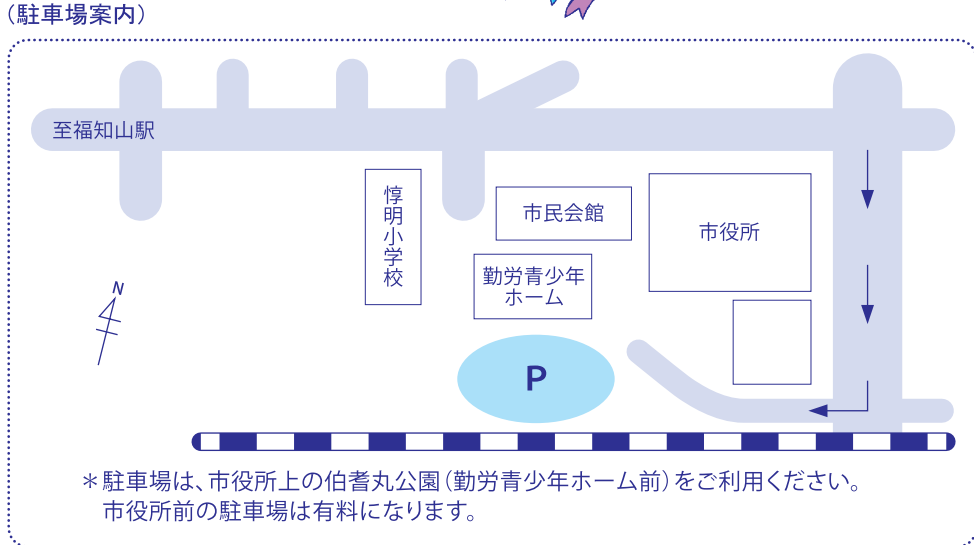 (駐車場案内)
至福知山駅
惇明小学校
市民会館
市役所
勤労青少年
ホーム
N
P
＊駐車場は、市役所上の伯耆丸公園(勤労青少年ホーム前)をご利用ください。
市役所前の駐車場は有料になります。